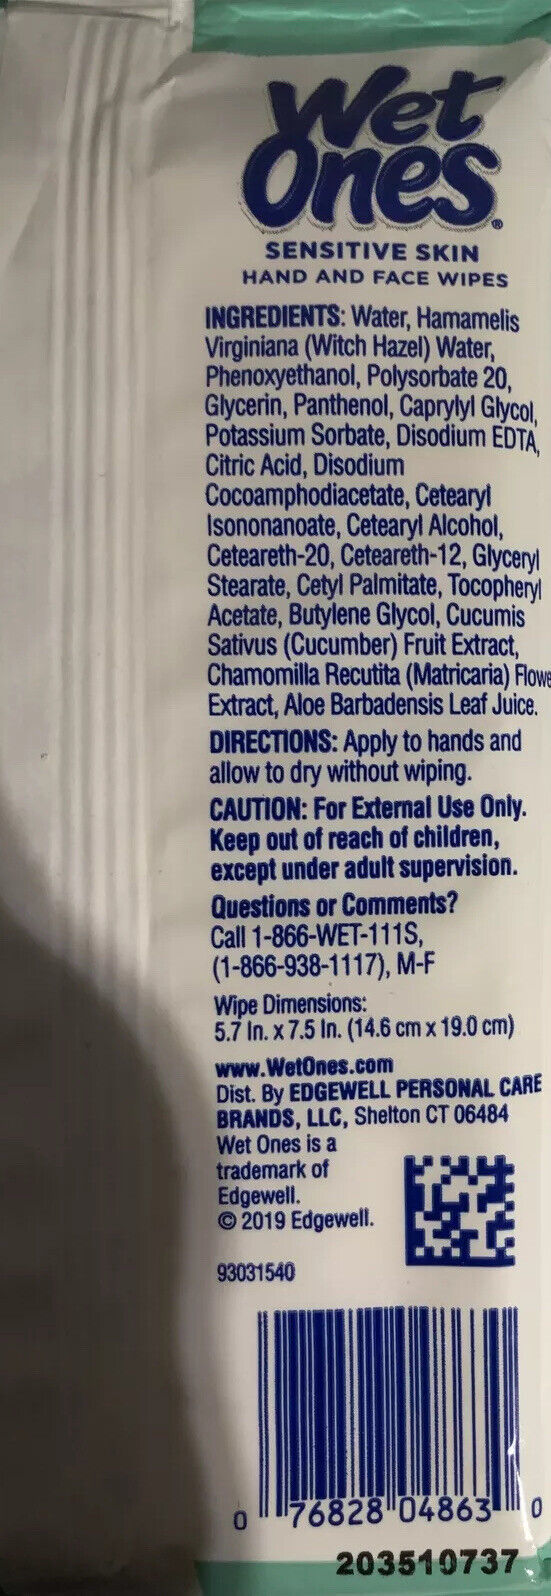 Wet
Ones®
SENSITIVE SKIN
HAND AND FACE WIPES
INGREDIENTS: Water, Hamamelis
Virginiana (Witch Hazel) Water,
Phenoxyethanol, Polysorbate 20,
Glycerin, Panthenol, Caprylyl Glycol,
Potassium Sorbate, Disodium EDTA,
Citric Acid, Disodium
Cocoamphodiacetate, Cetearyl
Isononanoate, Cetearyl Alcohol,
Ceteareth-20, Ceteareth-12, Glyceryl
Stearate, Cetyl Palmitate, Tocopheryl
Acetate, Butylene Glycol, Cucumis
Sativus (Cucumber) Fruit Extract,
Chamomilla Recutita (Matricaria) Flowe
Extract, Aloe Barbadensis Leaf Juice.
DIRECTIONS: Apply to hands and
allow to dry without wiping.
CAUTION: For External Use Only.
Keep out of reach of children,
except under adult supervision.
Questions or Comments?
Call 1-866-WET-111S,
(1-866-938-1117), M-F
Wipe Dimensions:
5.7 In. x 7.5 In. (14.6 cm x 19.0 cm)
www.WetOnes.com
Dist. By EDGEWELL PERSONAL CARE
BRANDS, LLC, Shelton CT 06484
Wet Ones is a
trademark of
Edgewell.
© 2019 Edgewell.
93031540
0 76828 04863 0
203510737